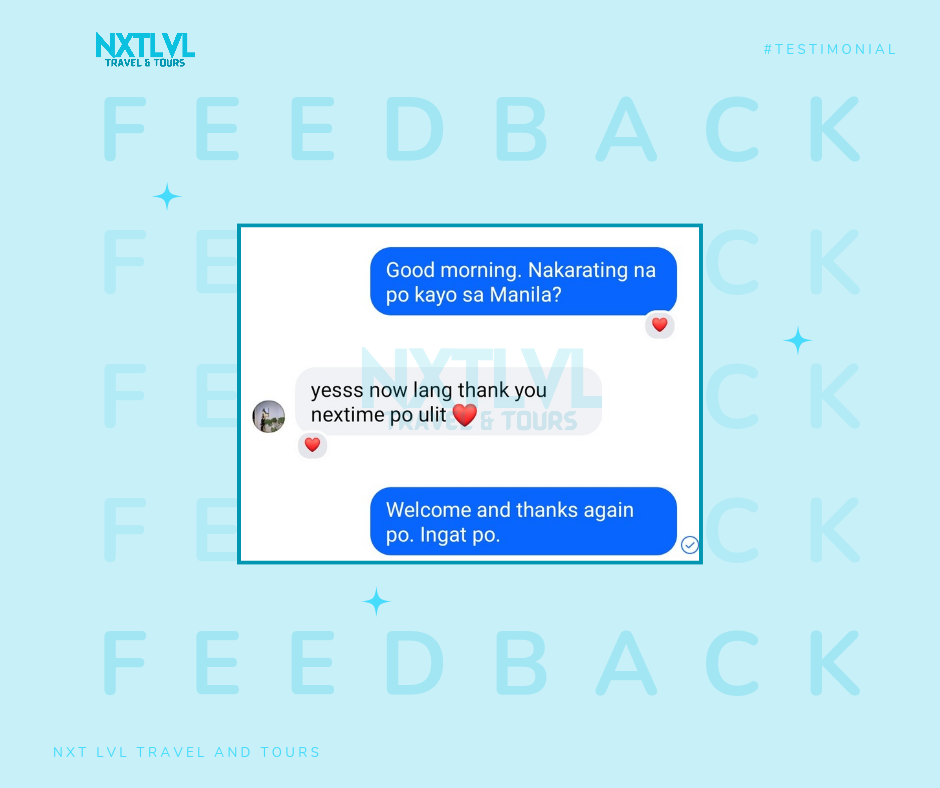 NXTLVL
TRAVEL & TOURS
#TESTIMONIAL
FEEDBACK
FE CK
Good morning. Nakarating na
po kayo sa Manila?
FE CK
NXTLVL
TRAVEL & TOURS
yesss now lang thank you
nextime po ulit ❤️
FE CK
Welcome and thanks again
po. Ingat po.
FEEDBACK
NXT LVL TRAVEL AND TOURS